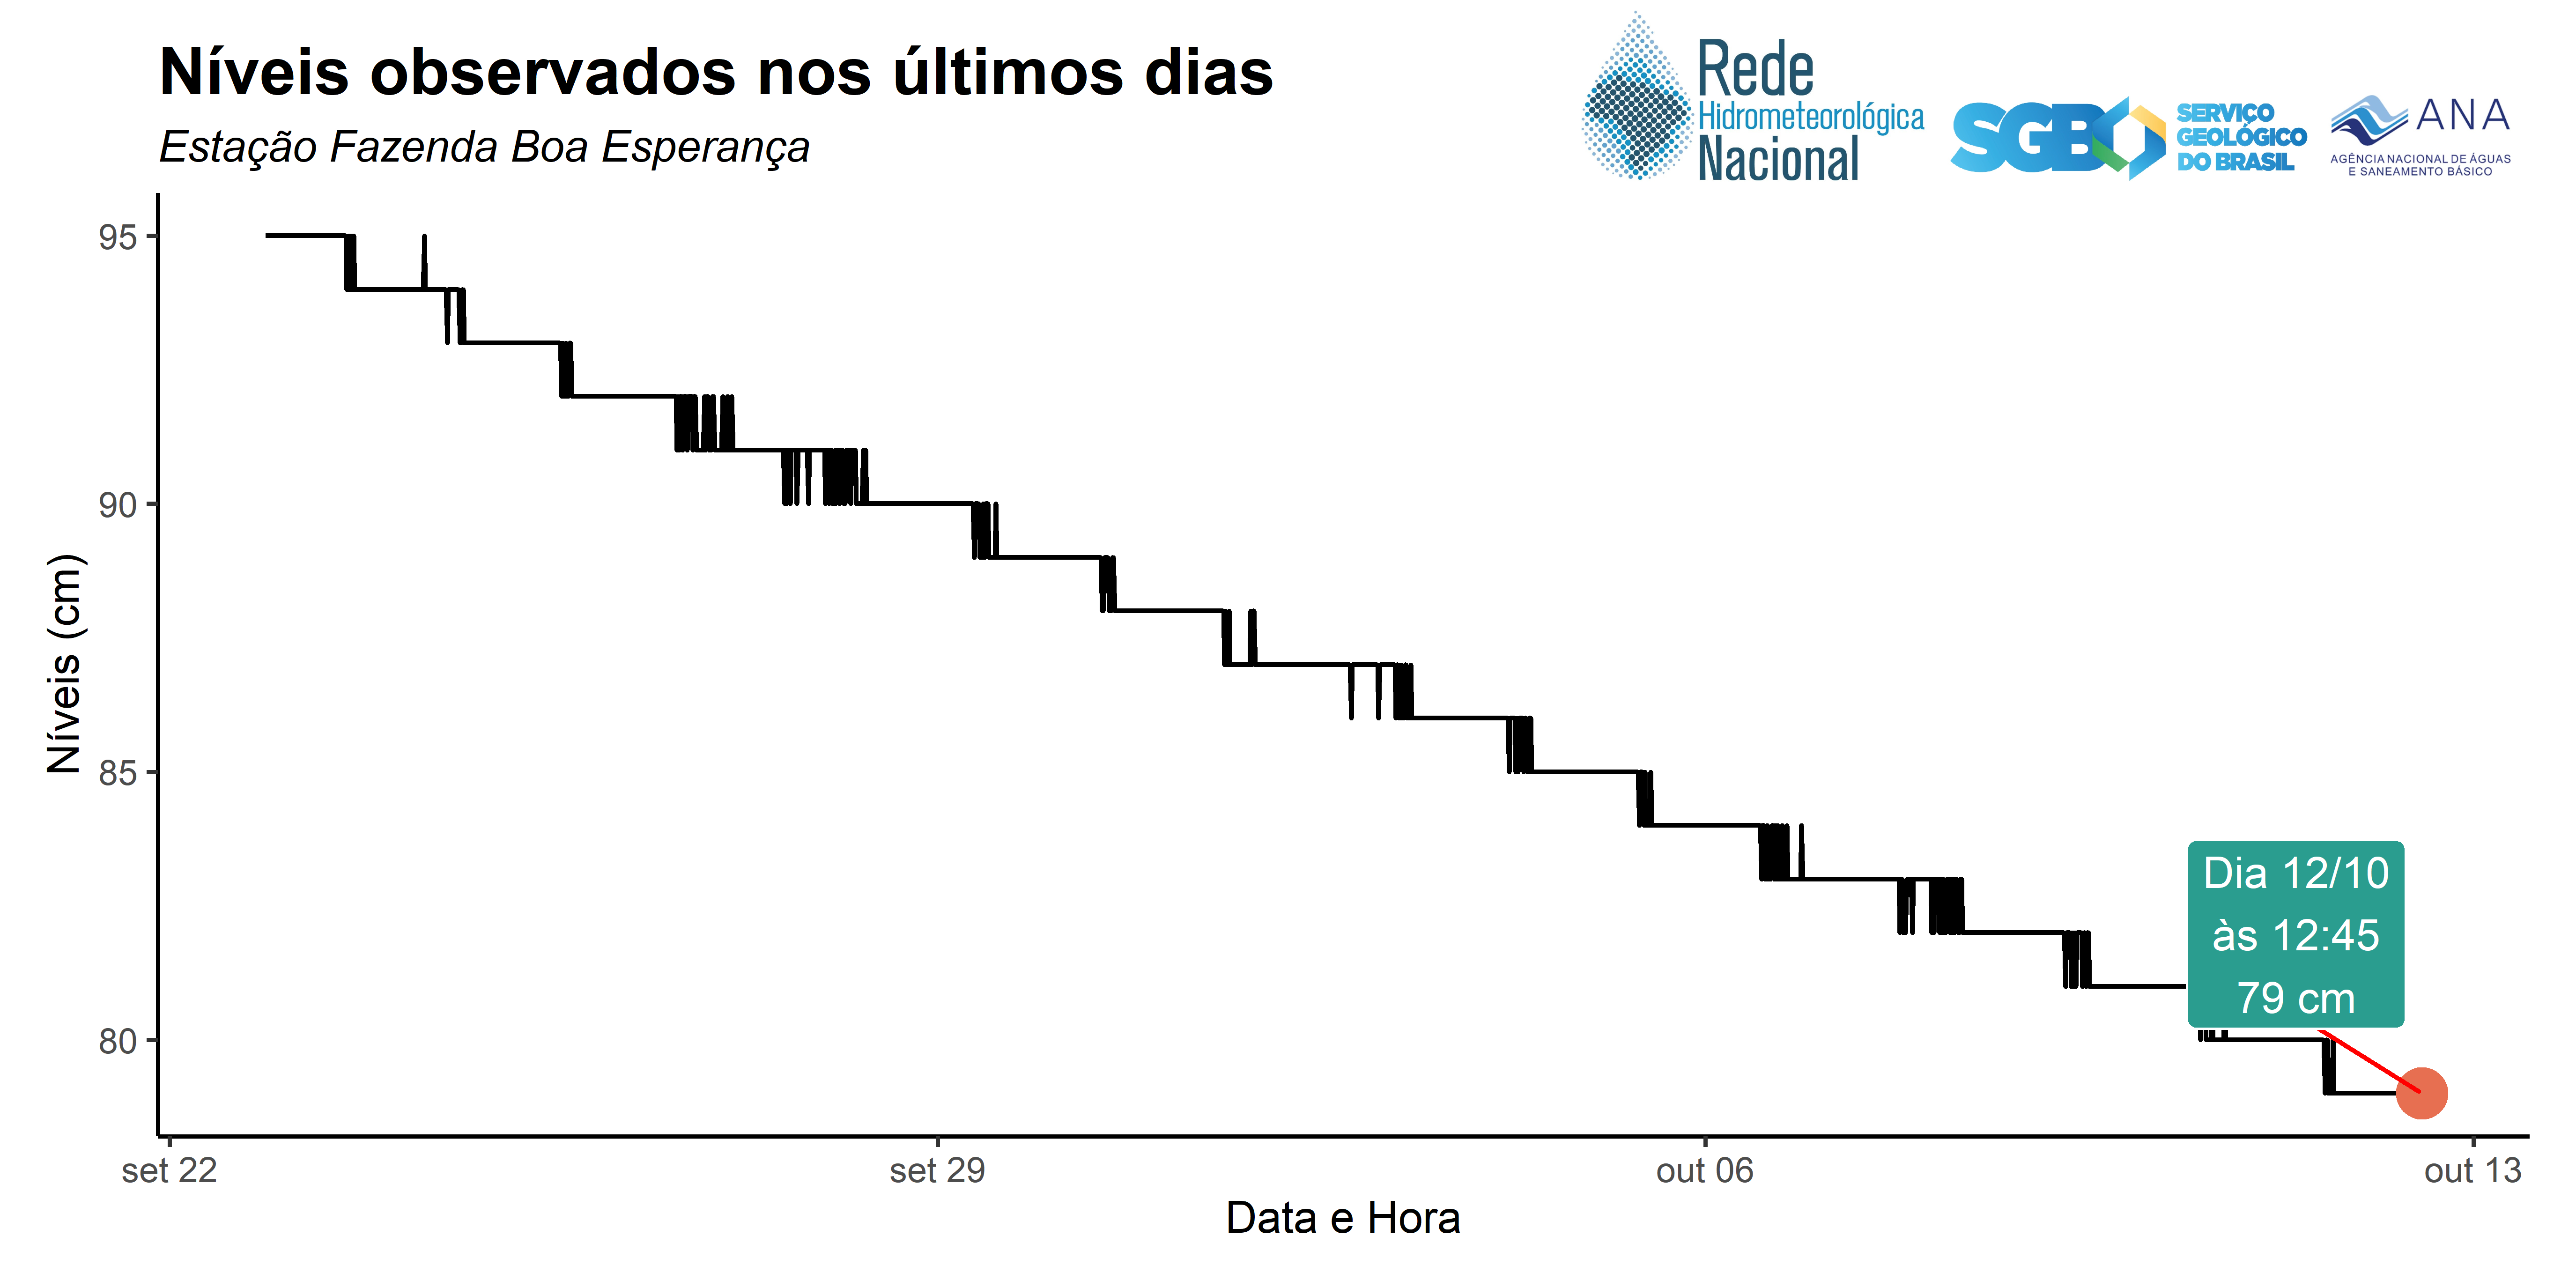 Níveis observados nos últimos dias
Estação Fazenda Boa Esperança
Rede
Hidrometeorológica
Nacional
SGB
SERVIÇO
GEOLÓGICO
DO BRASIL
ANA
AGÊNCIA NACIONAL DE ÁGUAS
E SANEAMENTO BÁSICO
Níveis (cm)
95
90
85
80
Dia 12/10
às 12:45
79 cm
set 22
set 29
out 06
out 13
Data e Hora